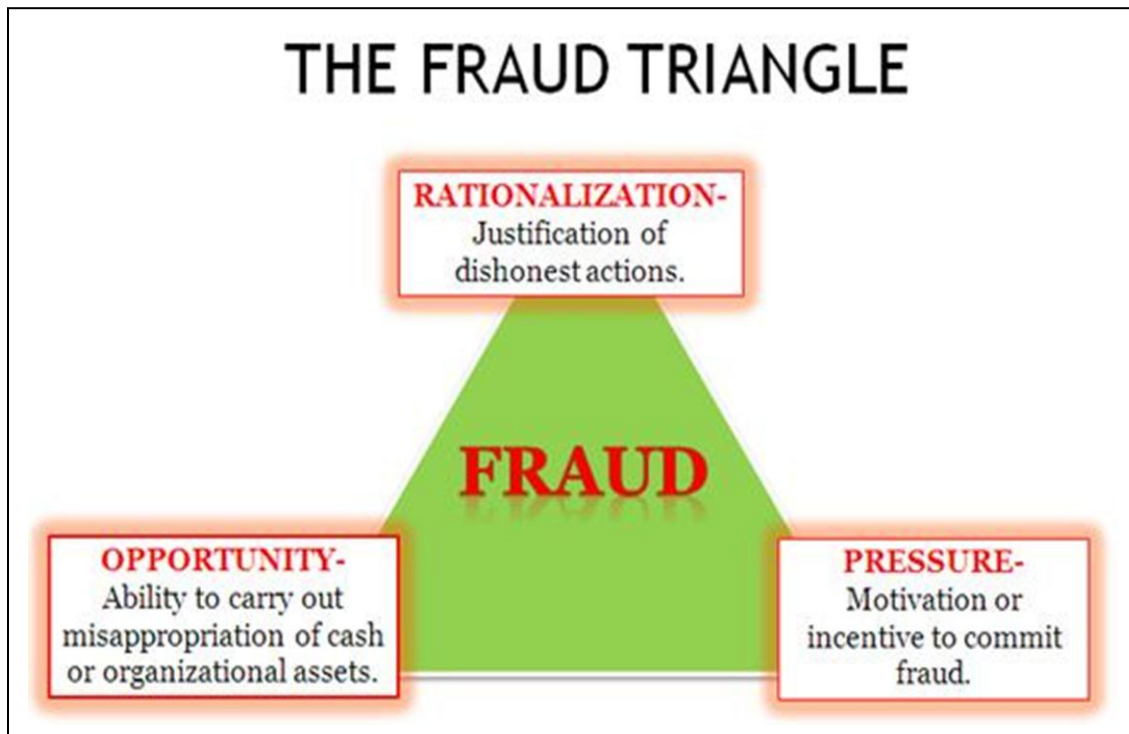 THE FRAUD TRIANGLE
RATIONALIZATION-
Justification of
dishonest actions.
FRAUD
OPPORTUNITY-
Ability to carry out
misappropriation of cash
or organizational assets.
PRESSURE-
Motivation or
incentive to commit
fraud.